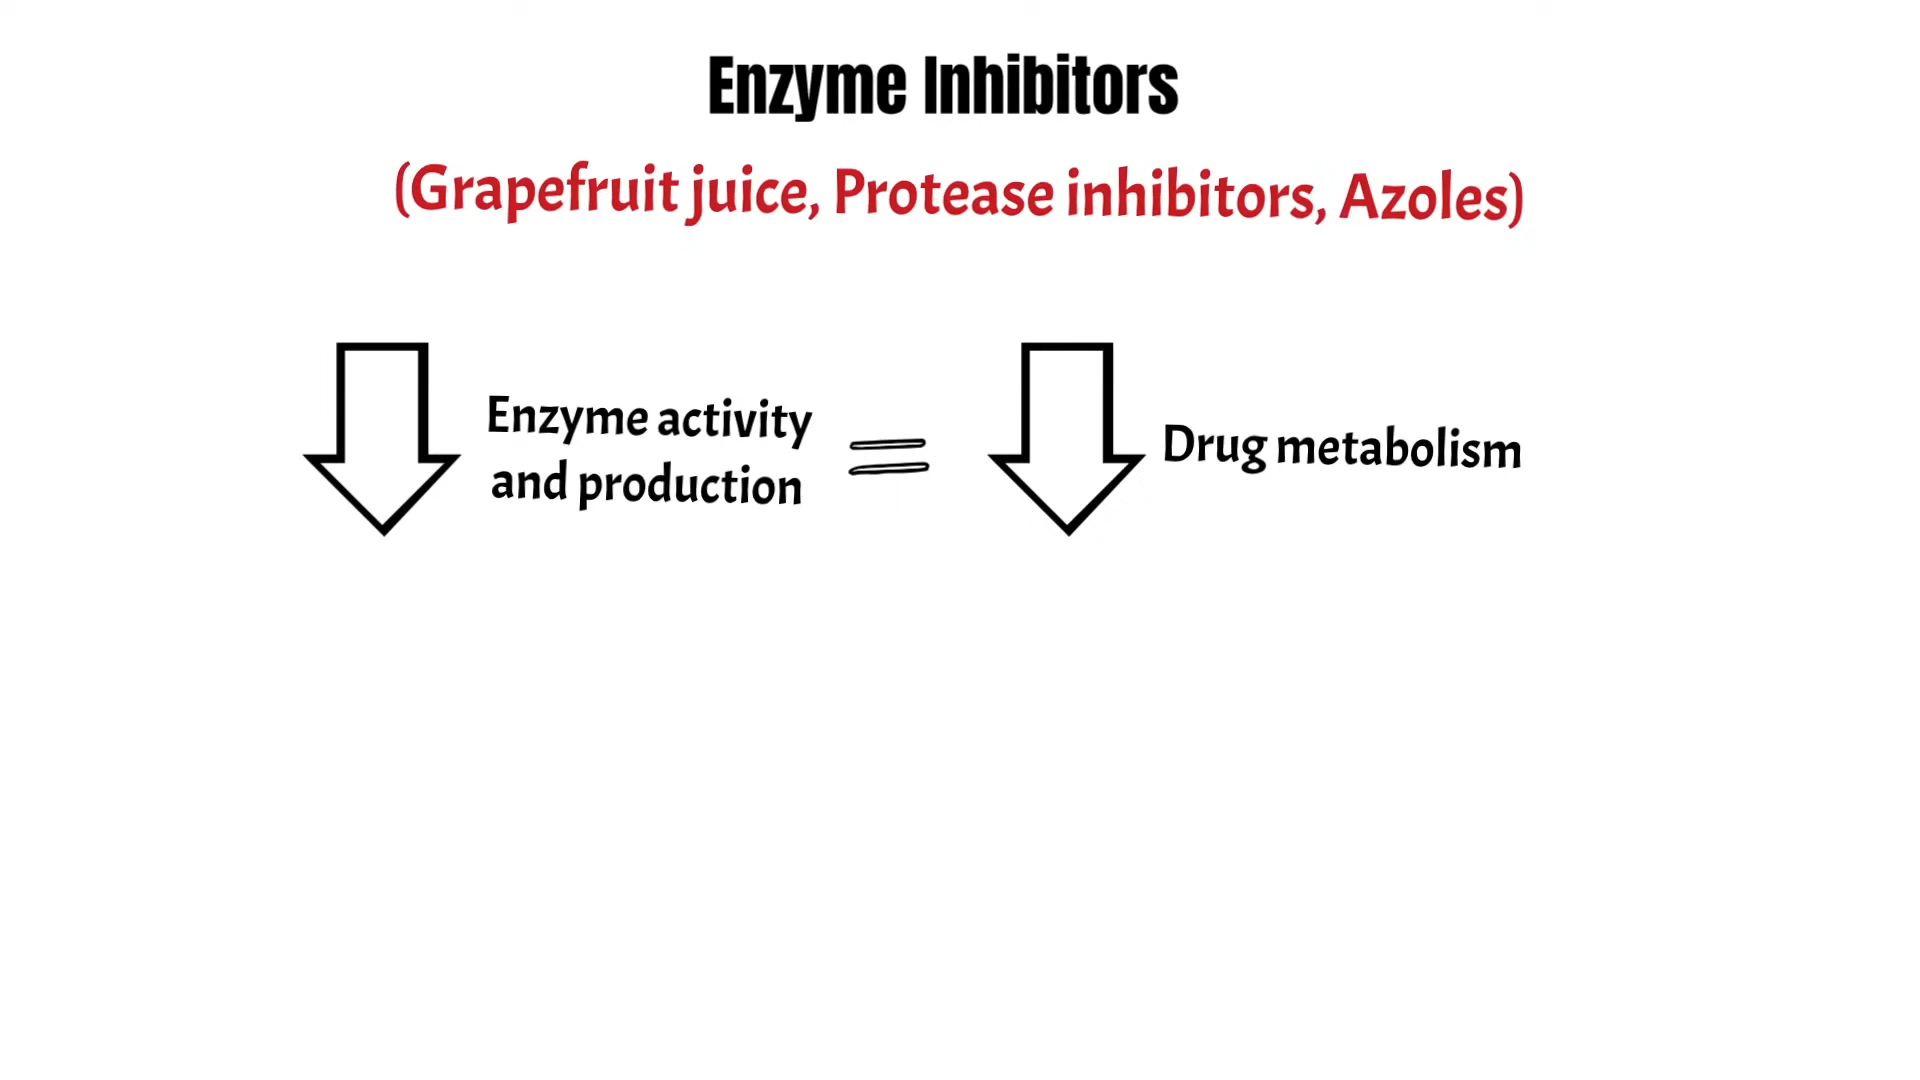 Enzyme Inhibitors
(Grapefruit juice, Protease inhibitors, Azoles)
Enzyme activity
and production
=
Drug metabolism